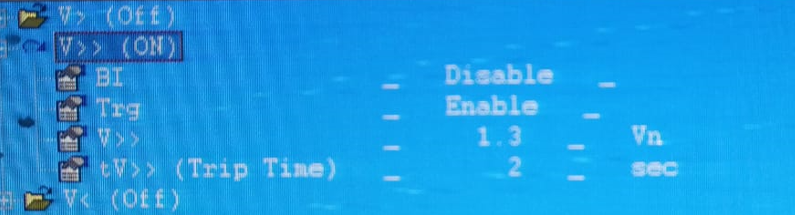 V> (Off)
V>> (ON)
BI _ Disable _
Trg _ Enable _
V>> _ 1.3 _ Vn
tV>> (Trip Time) _ 2 _ sec
V< (Off)